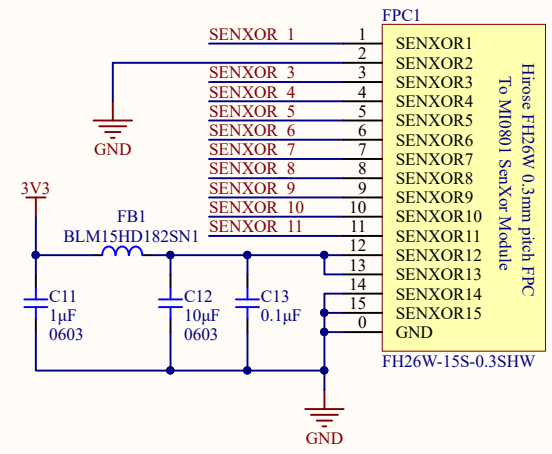 FPC1
SENXOR 1 1 SENXOR1
2 SENXOR2
SENXOR 3 3 SENXOR3
SENXOR 4 4 SENXOR4
SENXOR 5 5 SENXOR5
SENXOR 6 6 SENXOR6
SENXOR 7 7 SENXOR7
SENXOR 8 8 SENXOR8
SENXOR 9 9 SENXOR9
SENXOR 10 10 SENXOR10
SENXOR 11 11 SENXOR11
12 SENXOR12
13 SENXOR13
14 SENXOR14
15 SENXOR15
0 GND
Hirose FH26W 0.3mm pitch FPC
To MI0801 SenXor Module
FH26W-15S-0.3SHW
GND
3V3
FB1
BLM15HD182SN1
C11
1µF
0603
C12
10µF
0603
C13
0.1µF
GND